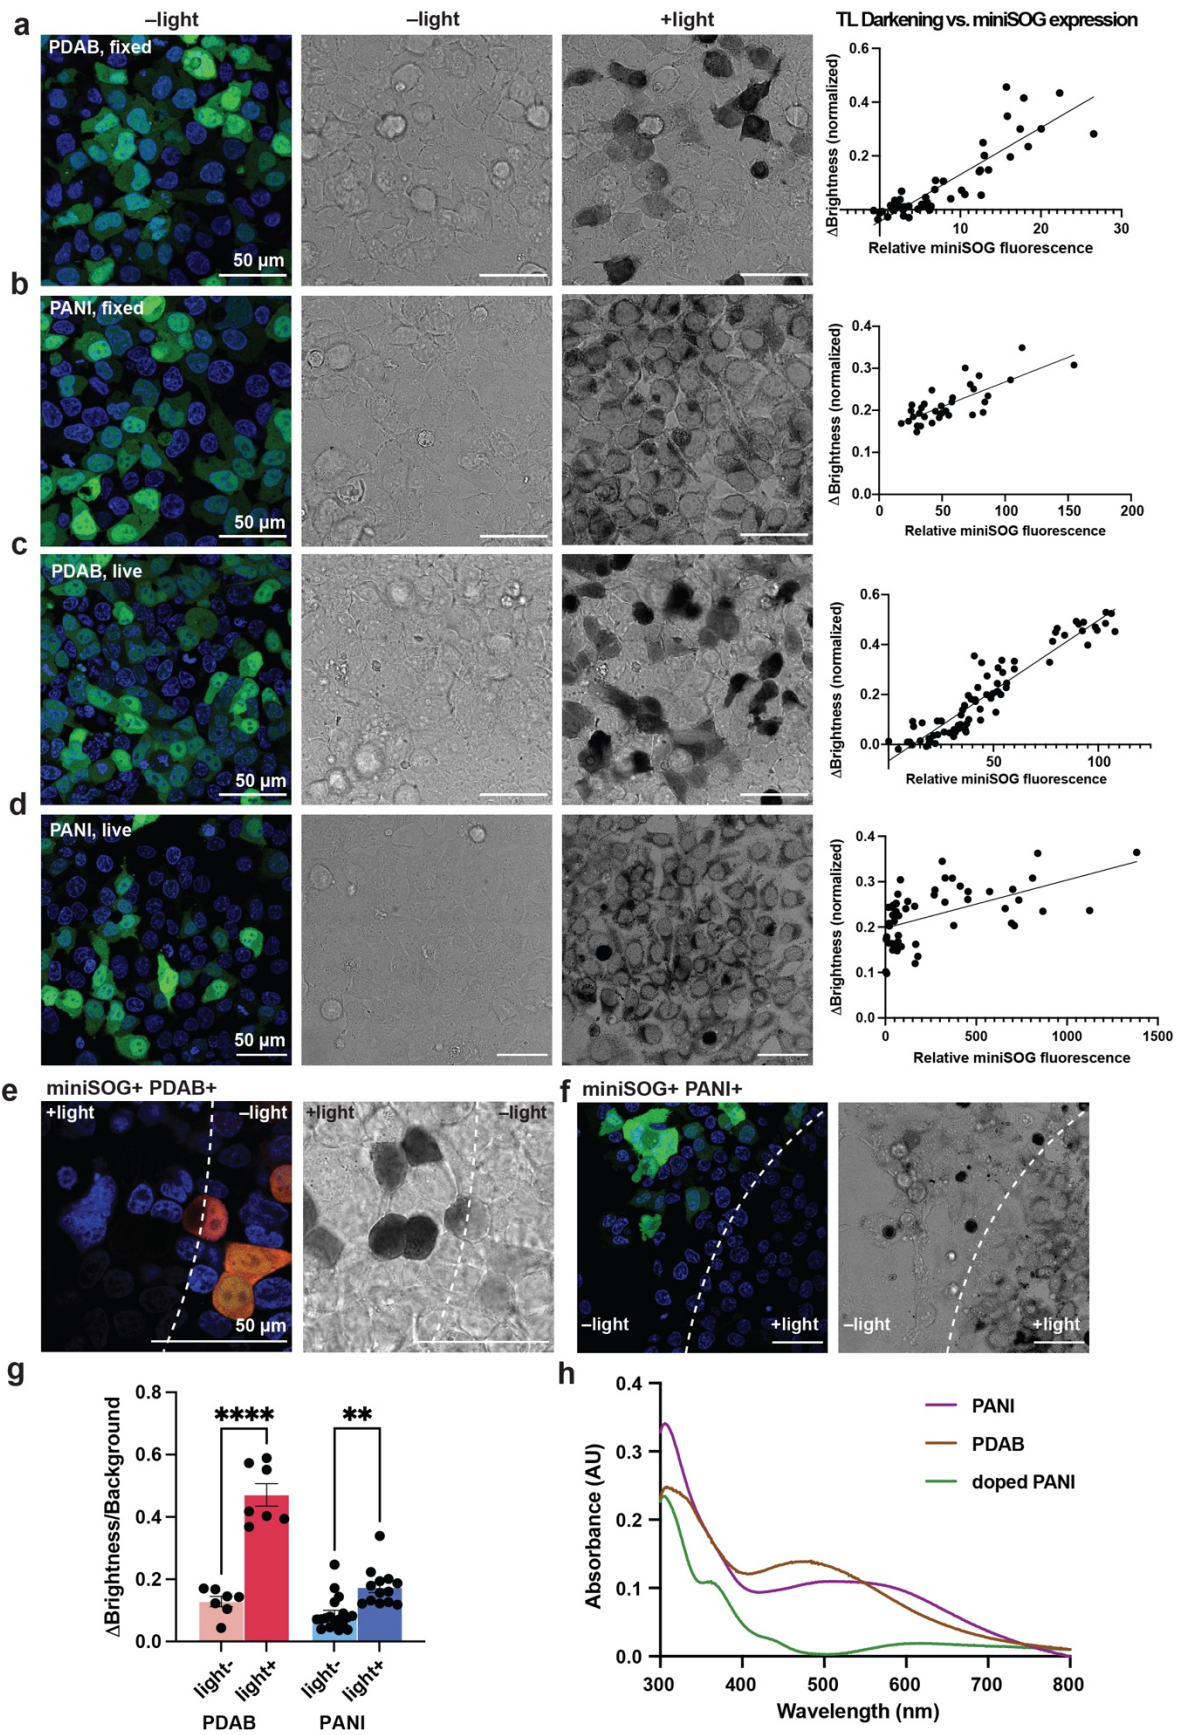 –light
–light
+light
TL Darkening vs. miniSOG expression
a
PDAB, fixed
50 µm
ΔBrightness (normalized)
0.6
0.4
0.2
10
20
30
Relative miniSOG fluorescence
b
PANI, fixed
50 µm
ΔBrightness (normalized)
0.4
0.3
0.2
0.1
0.0
0
50
100
150
200
Relative miniSOG fluorescence
c
PDAB, live
50 µm
ΔBrightness (normalized)
0.6
0.4
0.2
0.0
50
100
Relative miniSOG fluorescence
d
PANI, live
50 µm
ΔBrightness (normalized)
0.4
0.3
0.2
0.1
0
0
500
1000
1500
Relative miniSOG fluorescence
e
miniSOG+ PDAB+
+light
–light
50 µm
+light
–light
f
miniSOG+ PANI+
–light
+light
–light
+light
g
ΔBrightness/Background
0.8
0.6
0.4
0.2
0.0
****
**
light-
light+
light-
light+
PDAB
PANI
h
Absorbance (AU)
0.4
0.3
0.2
0.1
0.0
300
400
500
600
700
800
Wavelength (nm)
PANI
PDAB
doped PANI